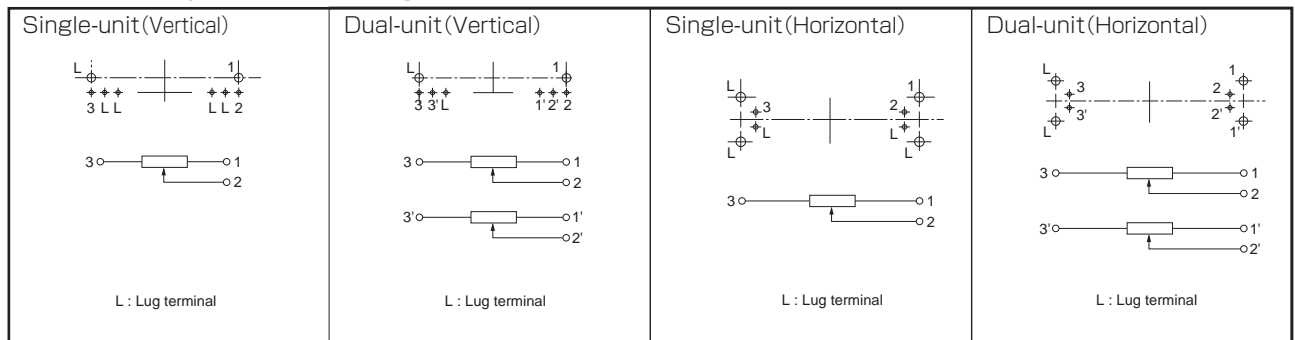 Single-unit(Vertical)
L 1
3 L L L L 2
3 1
2
L : Lug terminal
Dual-unit(Vertical)
L 1
3 3' L 1' 2' 2
3 1
2
3' 1'
2'
L : Lug terminal
Single-unit(Horizontal)
L 1
3 2
L L
L L
3 1
2
L : Lug terminal
Dual-unit(Horizontal)
L 1
3 2
3' 2'
L 1'
3 1
2
3' 1'
2'
L : Lug terminal